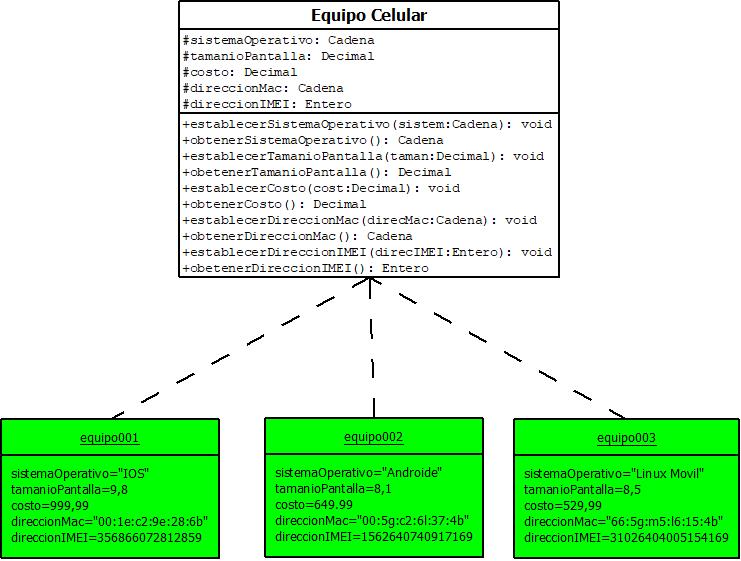 Equipo Celular
#sistemaOperativo: Cadena
#tamanioPantalla: Decimal
#costo: Decimal
#direccionMac: Cadena
#direccionIMEI: Entero
+establecerSistemaOperativo(sistem:Cadena): void
+obtenerSistemaOperativo(): Cadena
+establecerTamanioPantalla(taman:Decimal): void
+obetenerTamanioPantalla(): Decimal
+establecerCosto(cost:Decimal): void
+obtenerCosto(): Decimal
+establecerDireccionMac(direcMac:Cadena): void
+obtenerDireccionMac(): Cadena
+establecerDireccionIMEI(direcIMEI:Entero): void
+obetenerDireccionIMEI(): Entero
equipo001
sistemaOperativo="IOS"
tamanioPantalla=9,8
costo=999,99
direccionMac="00:1e:c2:9e:28:6b"
direccionIMEI=356866072812859
equipo002
sistemaOperativo="Androide"
tamanioPantalla=8,1
costo=649.99
direccionMac="00:5g:c2:6l:37:4b"
direccionIMEI=1562640740917169
equipo003
sistemaOperativo="Linux Movil"
tamanioPantalla=8,5
costo=529,99
direccionMac="66:5g:m5:l6:15:4b"
direccionIMEI=31026404005154169